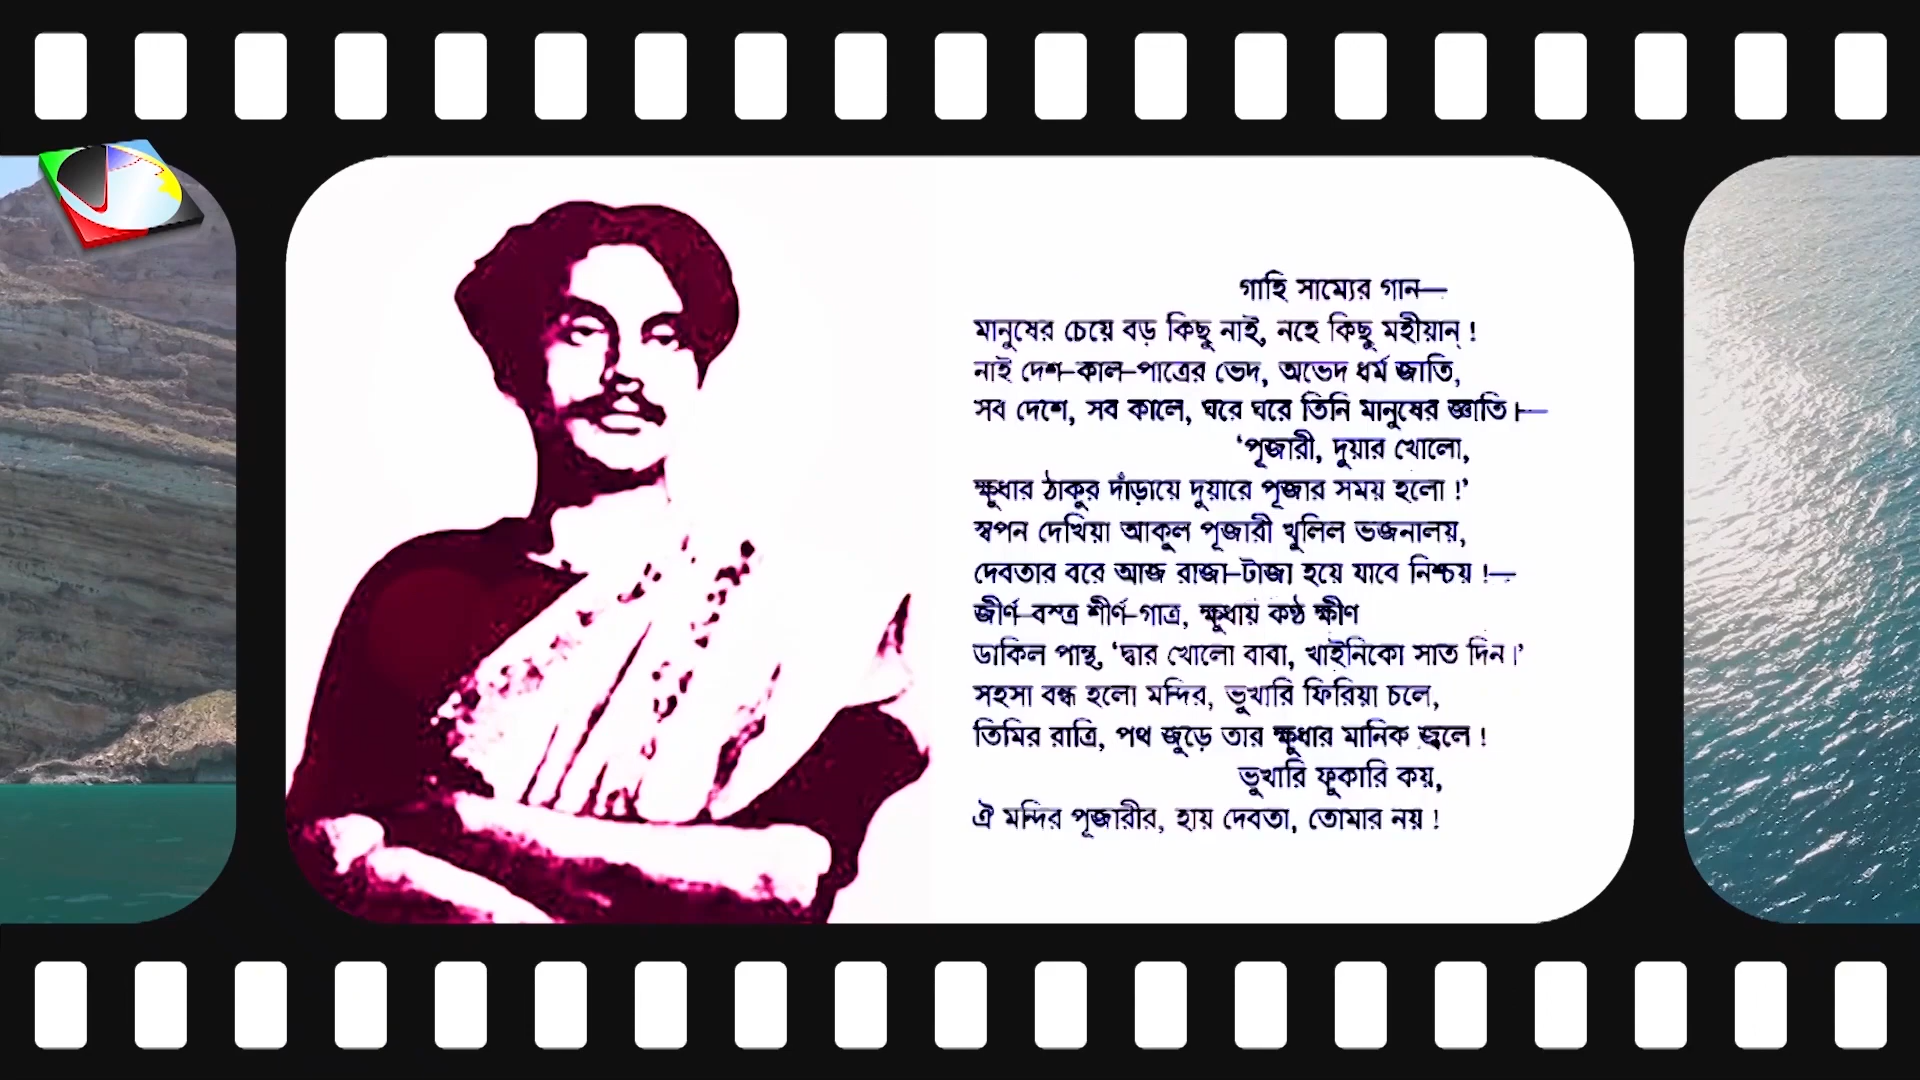 গাহি সাম্যের গান—
মানুষের চেয়ে বড় কিছু নাই, নহে কিছু মহীয়ান্ !
নাই দেশ-কাল-পাত্রের ভেদ, অভেদ ধর্ম জাতি,
সব দেশে, সব কালে, ঘরে ঘরে তিনি মানুষের জ্ঞাতি।—
‘পূজারী, দুয়ার খোলো,
ক্ষুধার ঠাকুর দাঁড়ায়ে দুয়ারে পূজার সময় হলো !’
স্বপন দেখিয়া আকুল পূজারী খুলিল ভজনালয়,
দেবতার বরে আজ রাজা-টাজা হয়ে যাবে নিশ্চয় !—
জীর্ণ-বস্ত্র শীর্ণ-গাত্র, ক্ষুধায় কণ্ঠ ক্ষীণ
ডাকিল পান্থ, ‘দ্বার খোলো বাবা, খাইনিকো সাত দিন।’
সহসা বন্ধ হলো মন্দির, ভুখারি ফিরিয়া চলে,
তিমির রাত্রি, পথ জুড়ে তার ক্ষুধার মানিক জ্বলে !
ভুখারি ফুকারি কয়,
ঐ মন্দির পূজারীর, হায় দেবতা, তোমার নয় !